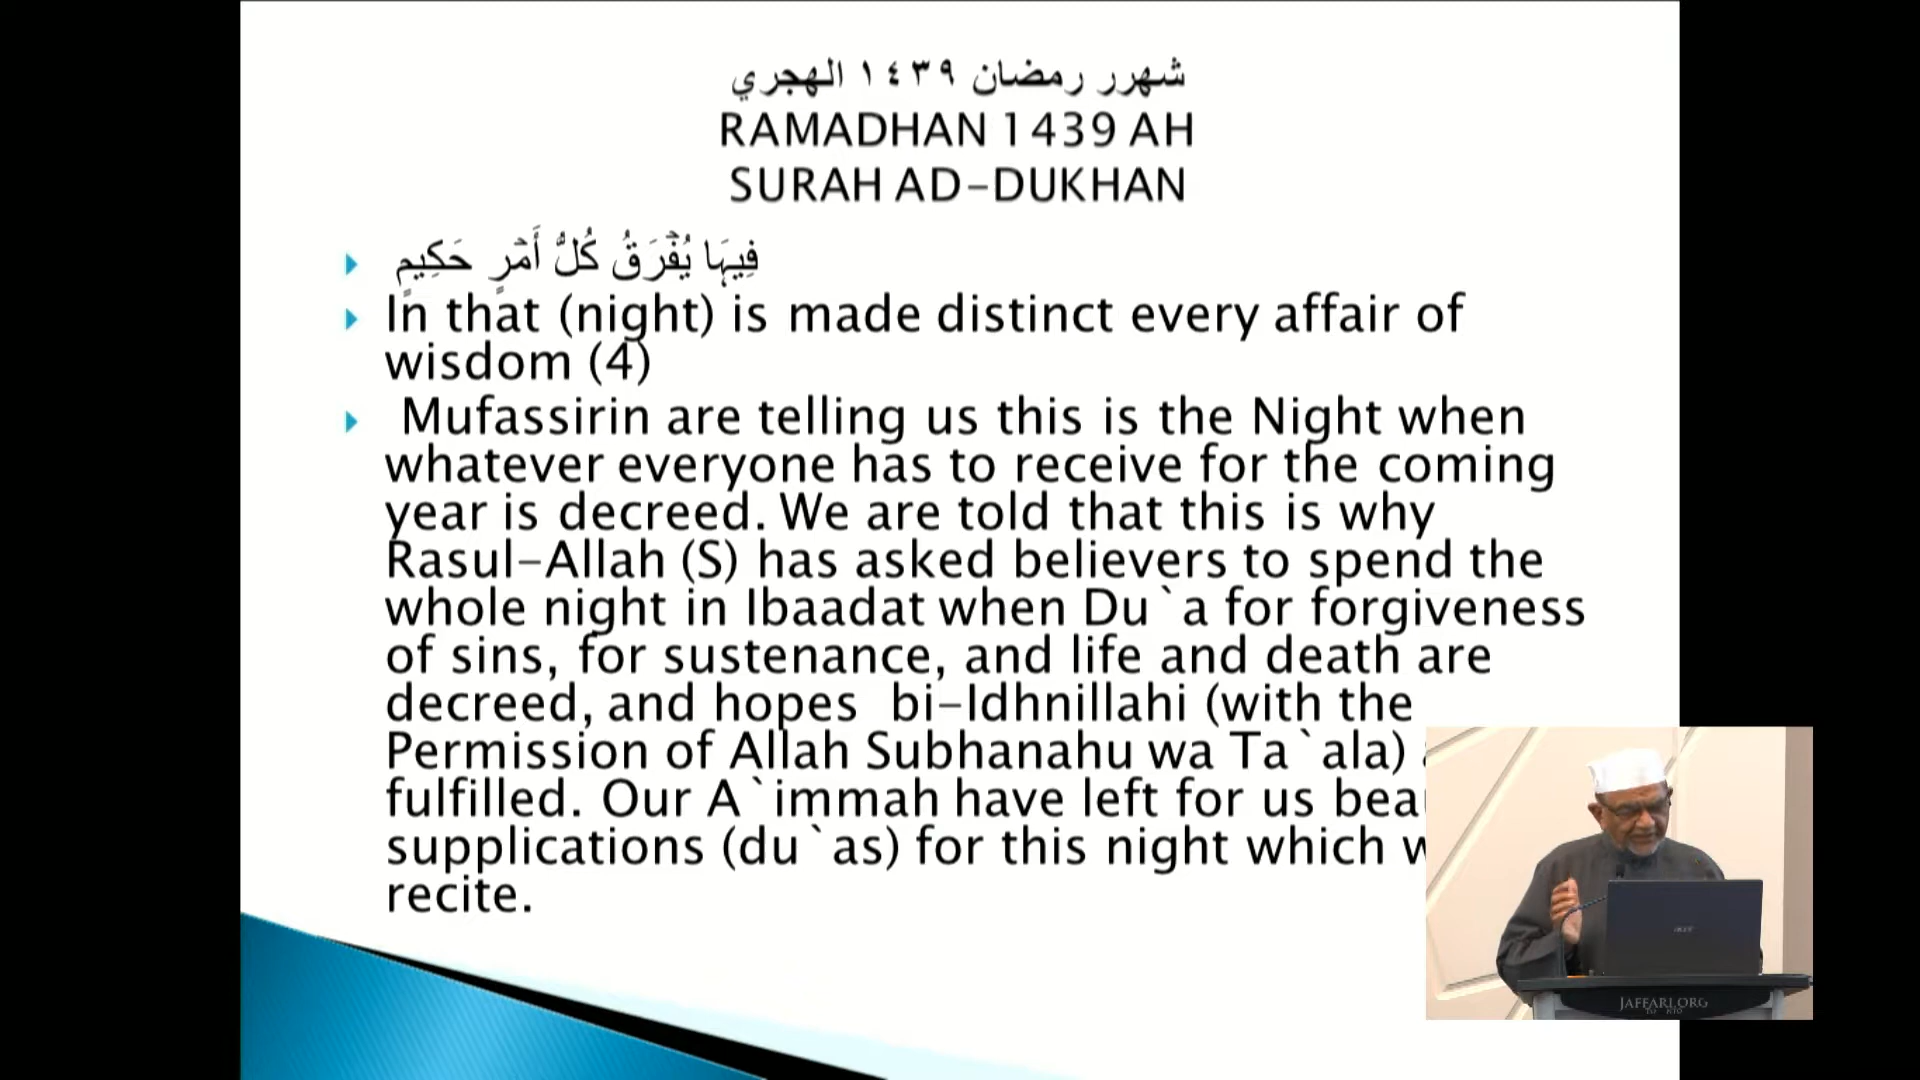 شهرر رمضان ١٤٣٩ الهجري
RAMADHAN 1439 AH
SURAH AD-DUKHAN
فِيهَا يُفْرَقُ كُلُّ أَمْرٍ حَكِيمٍ
In that (night) is made distinct every affair of
wisdom (4)
Mufassirin are telling us this is the Night when
whatever everyone has to receive for the coming
year is decreed. We are told that this is why
Rasul-Allah (S) has asked believers to spend the
whole night in Ibaadat when Du`a for forgiveness
of sins, for sustenance, and life and death are
decreed, and hopes bi-Idhnillahi (with the
Permission of Allah Subhanahu wa Ta`ala)
fulfilled. Our A`immah have left for us
supplications (du`as) for this night which
recite.
acer
JAFFARI.ORG